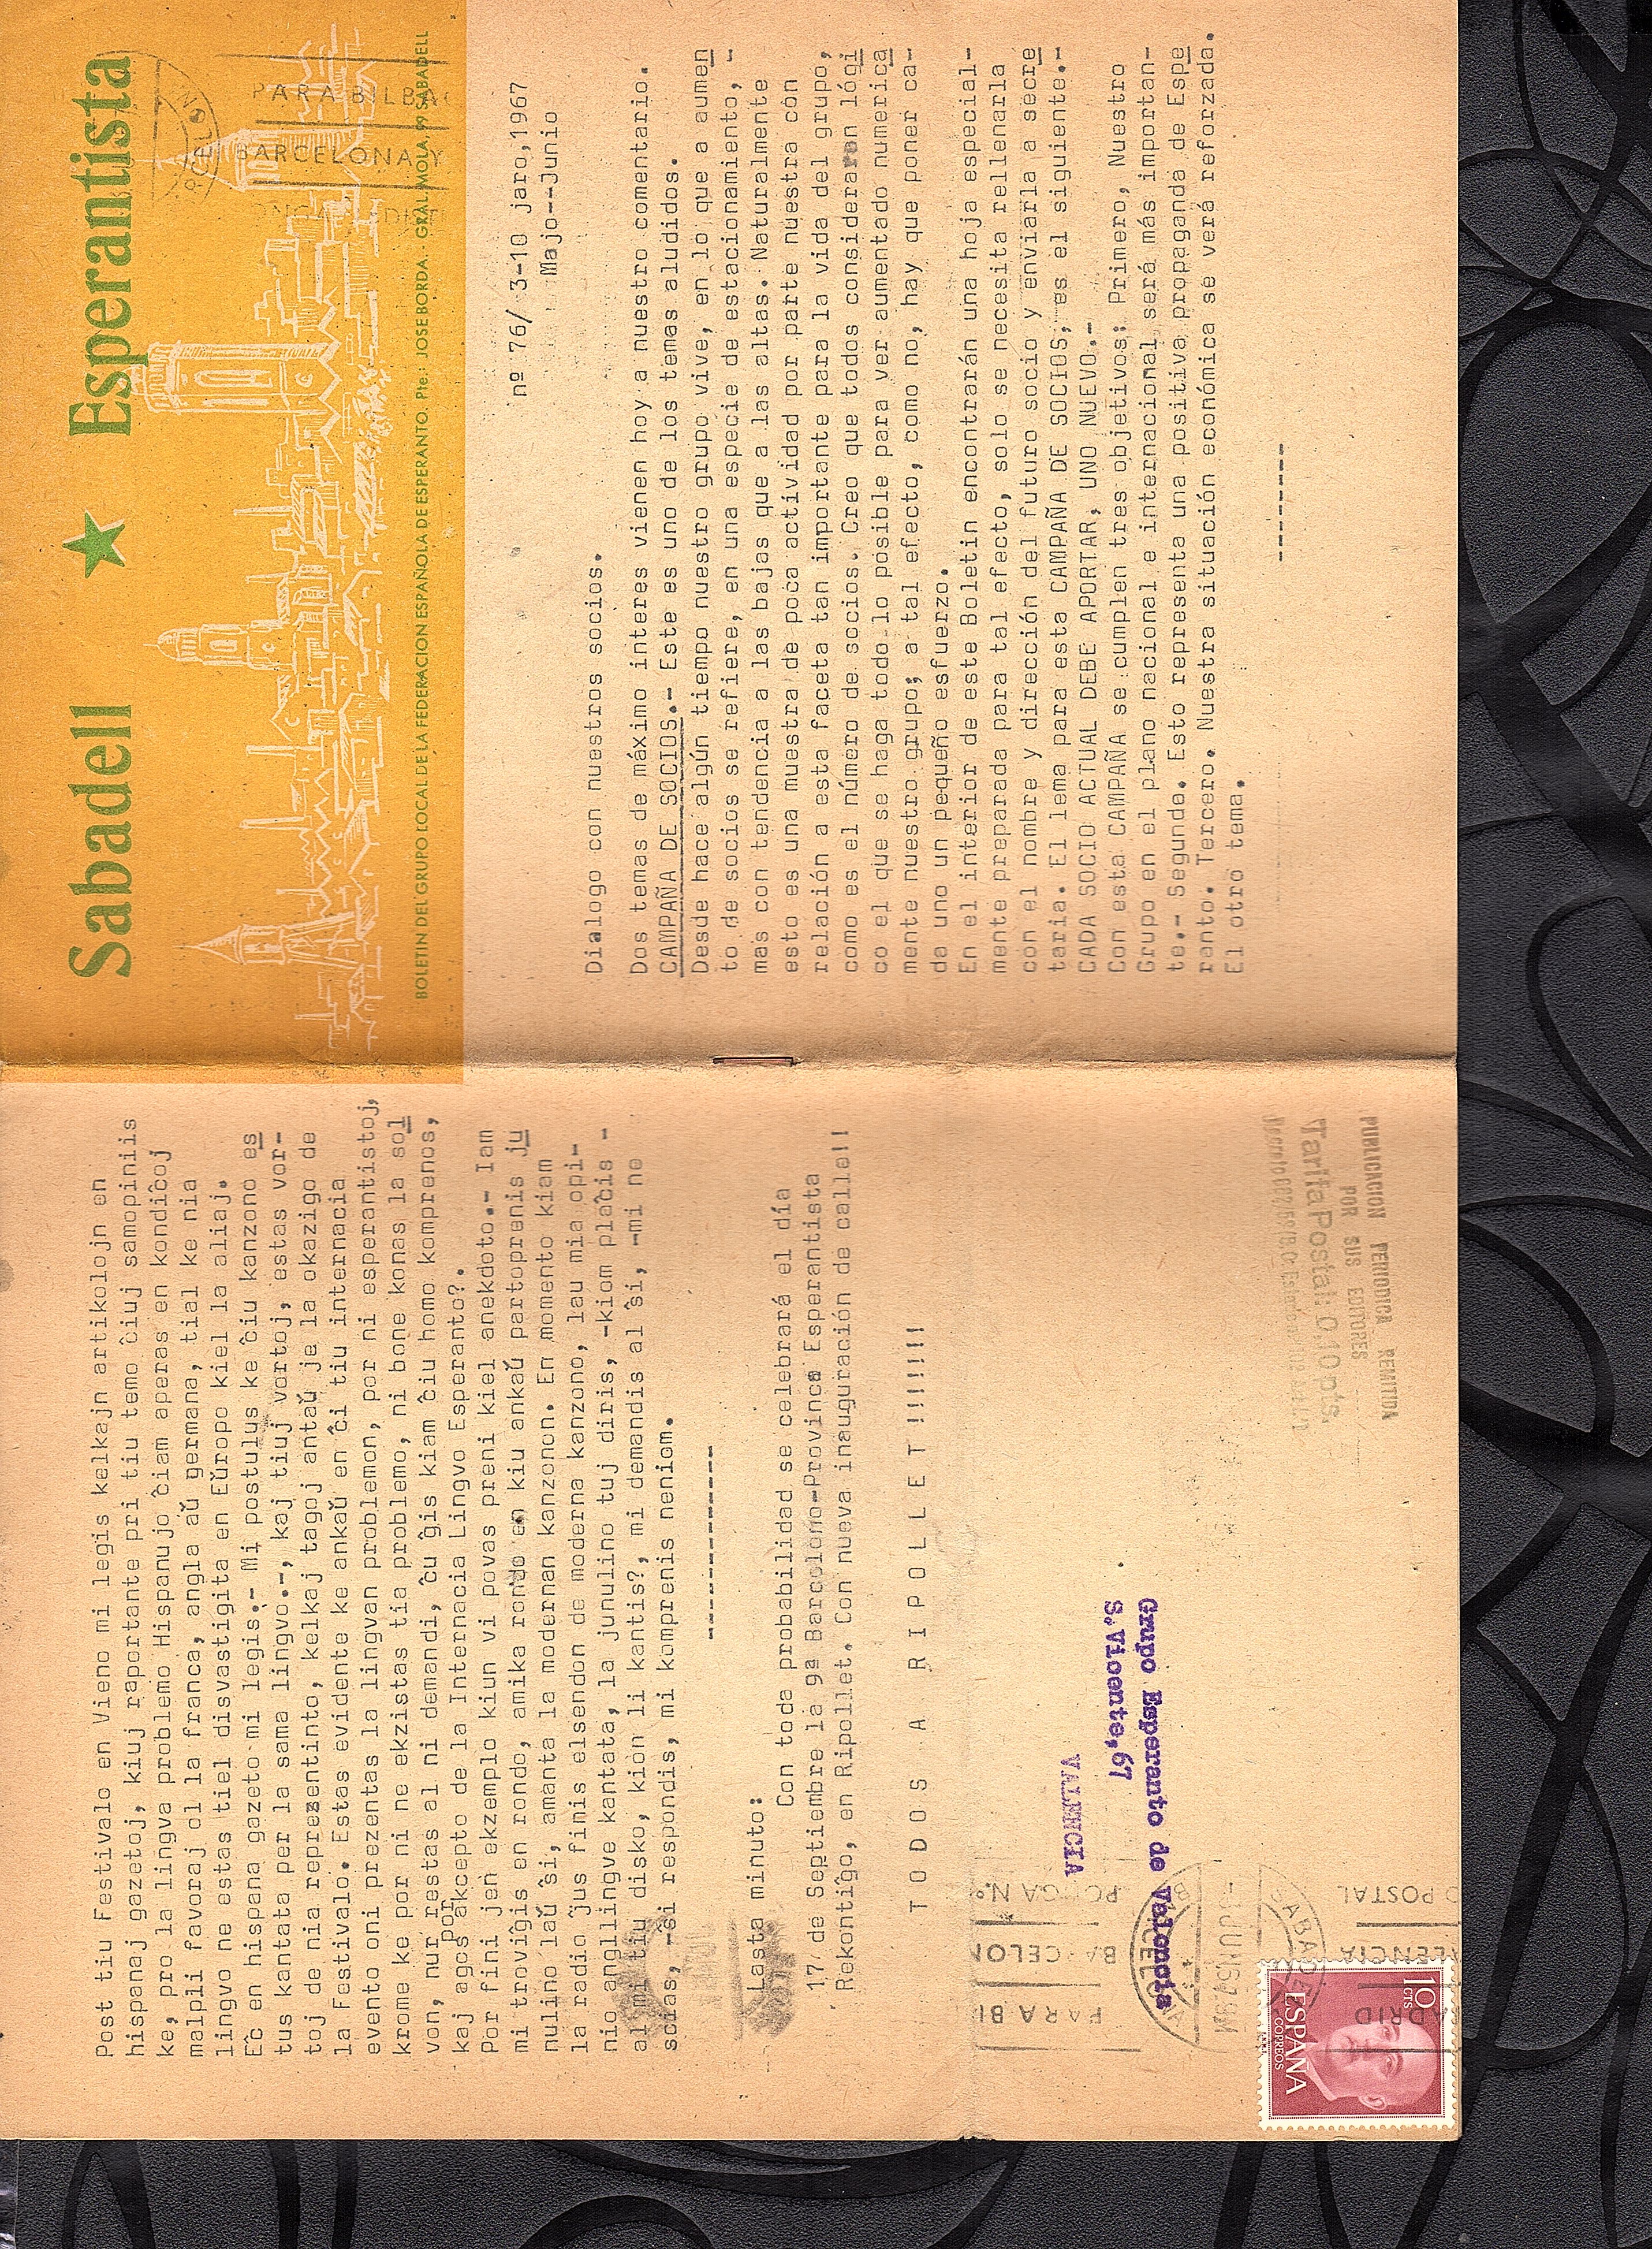 Sabadell ★ Esperantista
BOLETIN DEL GRUPO LOCAL DE LA FEDERACION ESPAÑOLA DE ESPERANTO. Pte.: JOSE BORDA. - GRAL. MOLA, 99 SABADELL
PARA BILBA
BARCELONA Y
nº 76/ 3-10 jaro,1967
Majo--Junio
Dialogo con nuestros socios.
Dos temas de máximo interes vienen hoy a nuestro comentario.
CAMPAÑA DE SOCIOS.- Este es uno de los temas aludidos.
Desde hace algún tiempo nuestro grupo vive, en lo que a aumen
to de socios se refiere, en una especie de estacionamiento, -
mas con tendencia a las bajas que a las altas. Naturalmente
esto es una muestra de poca actividad por parte nuestra con
relación a esta faceta tan importante para la vida del grupo,
como es el número de socios. Creo que todos consideraran lógi
co el que se haga todo lo posible para ver aumentado numerica
mente nuestro grupo; a tal efecto, como no, hay que poner ca-
da uno un pequeño esfuerzo.
En el interior de este Boletin encontrarán una hoja especial-
mente preparada para tal efecto, solo se necesita rellenarla
con el nombre y dirección del futuro socio y enviarla a secre
taria. El lema para esta CAMPAÑA DE SOCIOS, es el siguiente.-
CADA SOCIO ACTUAL DEBE APORTAR, UNO NUEVO.-
Con esta CAMPAÑA se cumplen tres objetivos: Primero, Nuestro
Grupo en el plano nacional e internacional será más importan-
te.- Segundo. Esto representa una positiva propaganda de Espe
ranto. Tercero. Nuestra situación económica se verá reforzada.
El otro tema.
--------
Post tiu Festivalo en Vieno mi legis kelkajn artikolojn en
hispanaj gazetoj, kiuj raportante pri tiu temo ĉiuj samopiniis
ke, pro la lingva problemo Hispanujo ĉiam aperas en kondiĉoj
malpli favoraj ol la franca, angla aŭ germana, tial ke nia
lingvo ne estas tiel disvastigita en Eŭropo kiel la aliaj.
Eĉ en hispana gazeto mi legis.- Mi postulus ke ĉiu kanzono es
tus kantata per la sama lingvo.-, kaj tiuj vortoj, estas vor-
toj de nia reprezentinto, kelkaj tagoj antaŭ je la okazigo de
la Festivalo. Estas evidente ke ankaŭ en ĉi tiu internacia
evento oni prezentas la lingvan problemon, por ni esperantistoj,
krome ke por ni ne ekzistas tia problemo, ni bone konas la sol
von, nur restas al ni demandi, ĉu ĝis kiam ĉiu homo komprenos,
kaj agos por akcepto de la Internacia Lingvo Esperanto?.
Por fini jen ekzemplo kiun vi povas preni kiel anekdoto.- Iam
mi troviĝis en rondo, amika rondo en kiu ankaŭ partoprenis ju
nulino laŭ ŝi, amanta la modernan kanzonon. En momento kiam
la radio ĵus finis elsendon de moderna kanzono, lau mia opi-
nio anglingve kantata, la junulino tuj diris, -kiom plaĉis -
al mi tiu disko, kion li kantis?, mi demandis al ŝi, -mi ne
scias, -ŝi respondis, mi komprenis neniom.
--------------
Lasta minuto:
Con toda probabilidad se celebrará el día
17 de Septiembre la 9ª Barcelono-Provinca Esperantista
Rekontiĝo, en Ripollet. Con nueva inauguración de calle!!
TODOS A RIPOLLET !!!!!!!
PUBLICACION PERIODICA REMITIDA
POR SUS EDITORES
Tarifa Postal: 0,10 pts.
Grupo Esperanto de Valencia
S.Vicente,67
VALENCIA
BARCELON
PARA BI
10
CTS
ESPAÑA
CORREOS